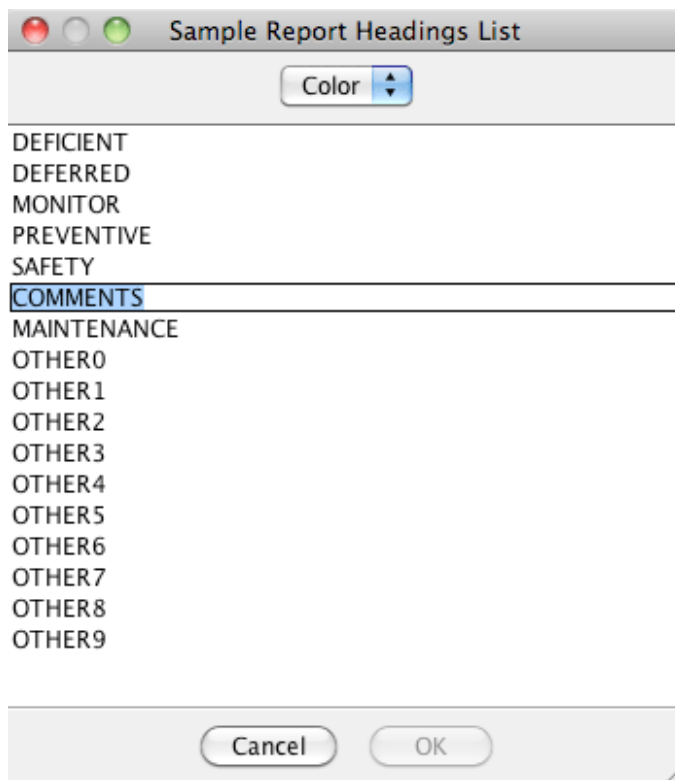 Sample Report Headings List
Color
DEFICIENT
DEFERRED
MONITOR
PREVENTIVE
SAFETY
COMMENTS
MAINTENANCE
OTHER0
OTHER1
OTHER2
OTHER3
OTHER4
OTHER5
OTHER6
OTHER7
OTHER8
OTHER9
Cancel OK